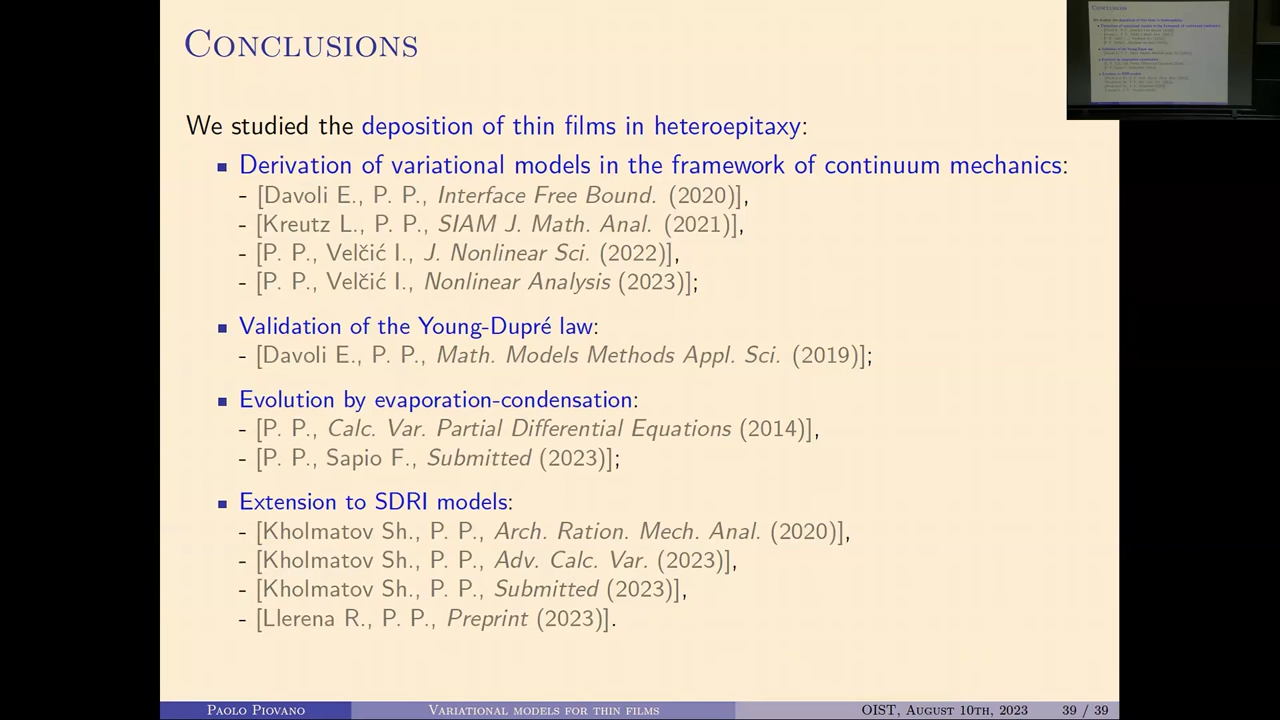 CONCLUSIONS
We studied the deposition of thin films in heteroepitaxy:
Derivation of variational models in the framework of continuum mechanics:
- [Davoli E., P. P., Interface Free Bound. (2020)],
- [Kreutz L., P. P., SIAM J. Math. Anal. (2021)],
- [P. P., Velčić I., J. Nonlinear Sci. (2022)],
- [P. P., Velčić I., Nonlinear Analysis (2023)];
Validation of the Young-Dupré law:
- [Davoli E., P. P., Math. Models Methods Appl. Sci. (2019)];
Evolution by evaporation-condensation:
- [P. P., Calc. Var. Partial Differential Equations (2014)],
- [P. P., Sapio F., Submitted (2023)];
Extension to SDRI models:
- [Kholmatov Sh., P. P., Arch. Ration. Mech. Anal. (2020)],
- [Kholmatov Sh., P. P., Adv. Calc. Var. (2023)],
- [Kholmatov Sh., P. P., Submitted (2023)],
- [Llerena R., P. P., Preprint (2023)].
PAOLO PIOVANO VARIATIONAL MODELS FOR THIN FILMS OIST, AUGUST 10TH, 2023 39 / 39